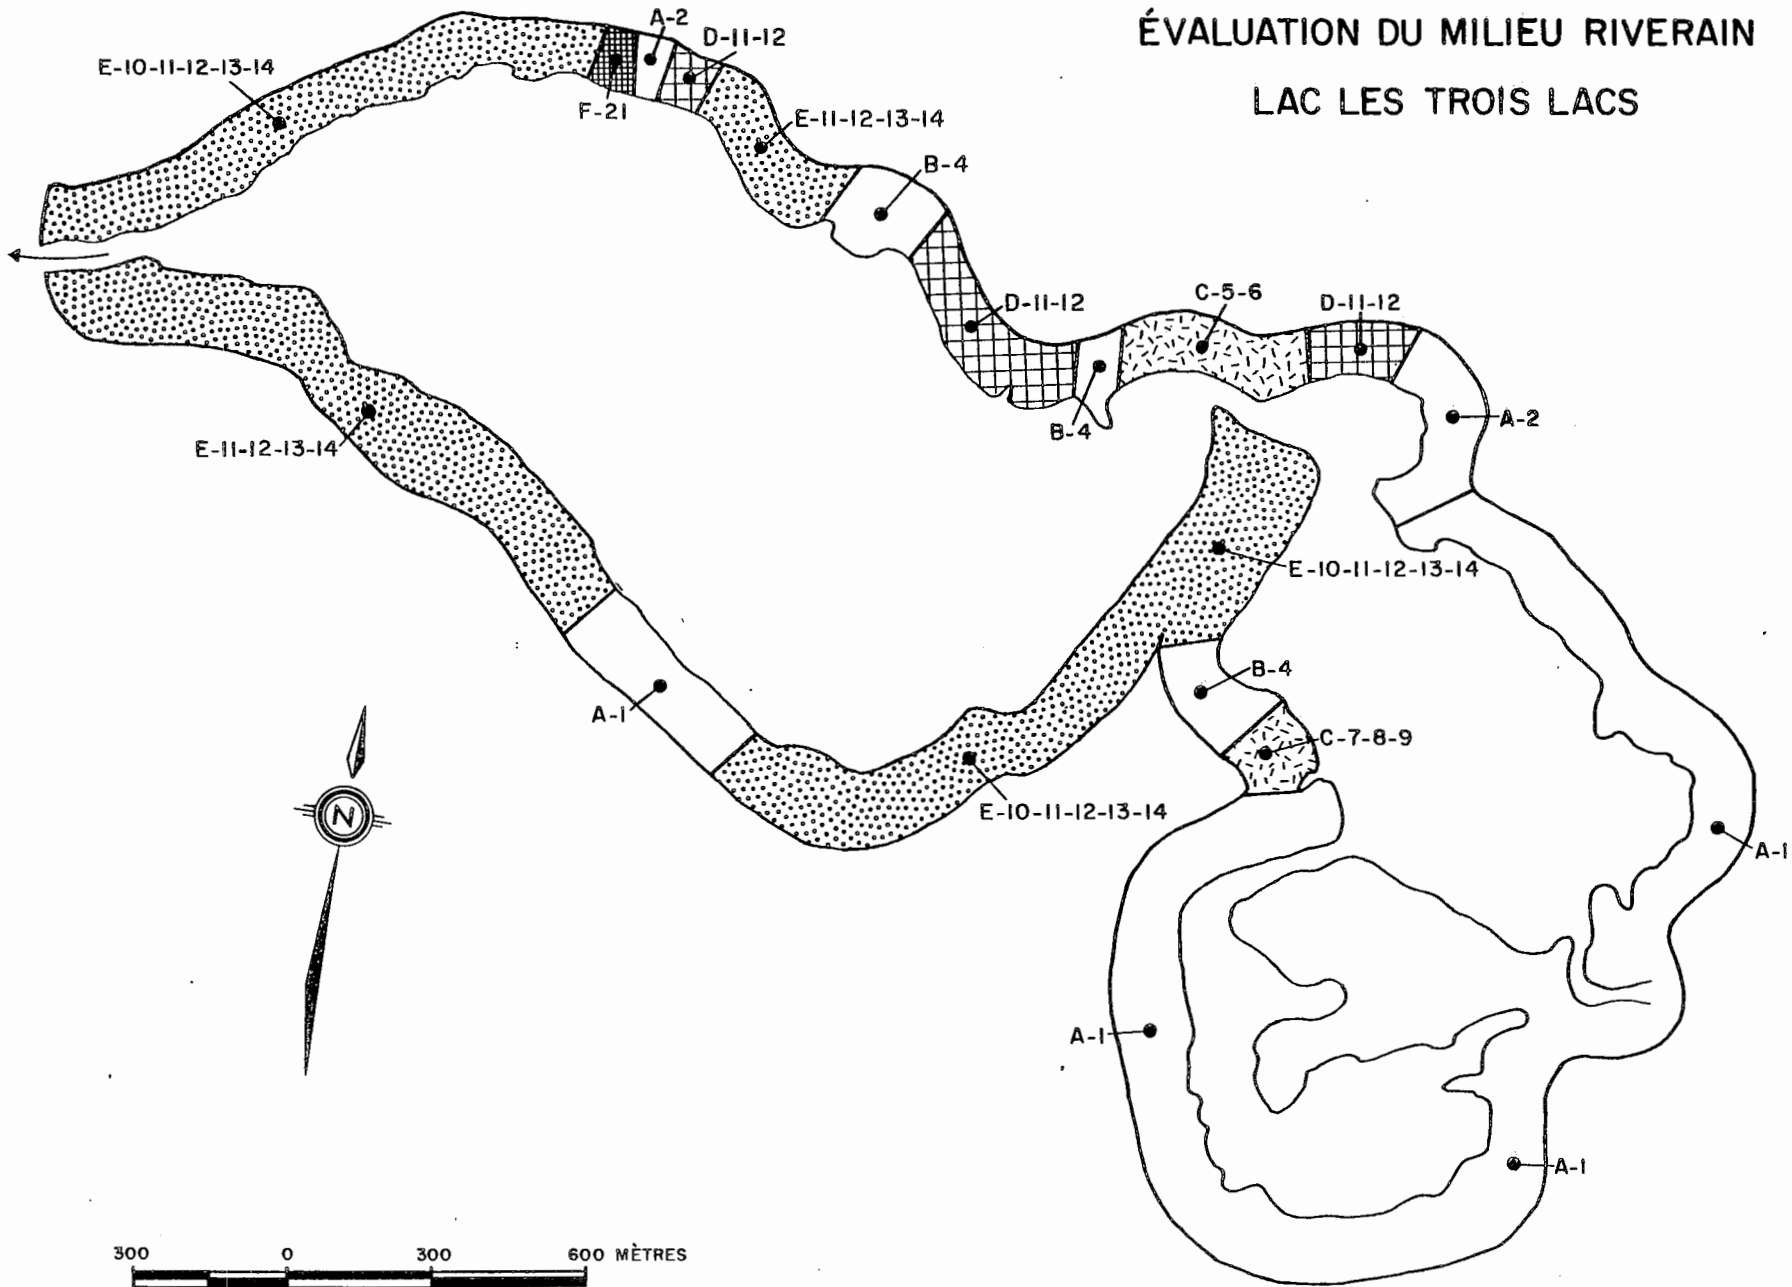 ÉVALUATION DU MILIEU RIVERAIN
LAC LES TROIS LACS
A-2
D-11-12
E-10-11-12-13-14
F-21
E-11-12-13-14
B-4
C-5-6
D-11-12
D-11-12
A-2
B-4
E-11-12-13-14
E-10-11-12-13-14
B-4
A-1
C-7-8-9
E-10-11-12-13-14
N
A-1
A-1
A-1
300 0 300 600 MÈTRES